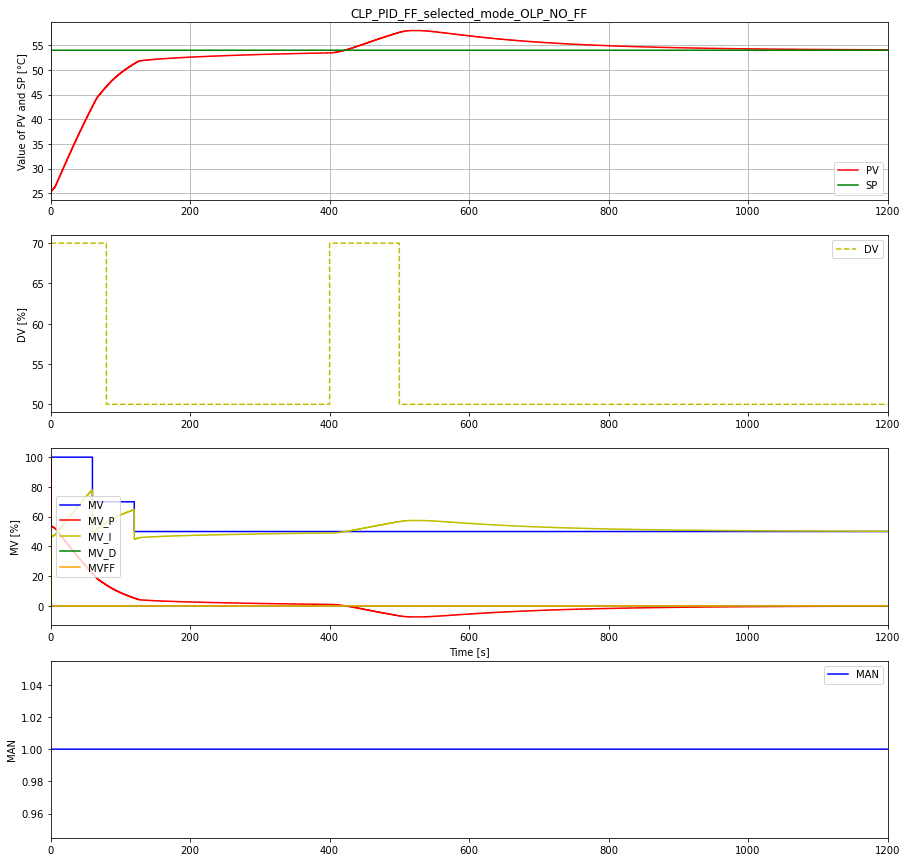 CLP_PID_FF_selected_mode_OLP_NO_FF
Value of PV and SP [°C]
55
50
45
40
35
30
25
PV
SP
0 200 400 600 800 1000 1200
DV [%]
70
65
60
55
50
DV
0 200 400 600 800 1000 1200
MV [%]
100
80
60
40
20
0
MV
MV_P
MV_I
MV_D
MVFF
0 200 400 600 800 1000 1200
Time [s]
MAN
1.04
1.02
1.00
0.98
0.96
MAN
0 200 400 600 800 1000 1200